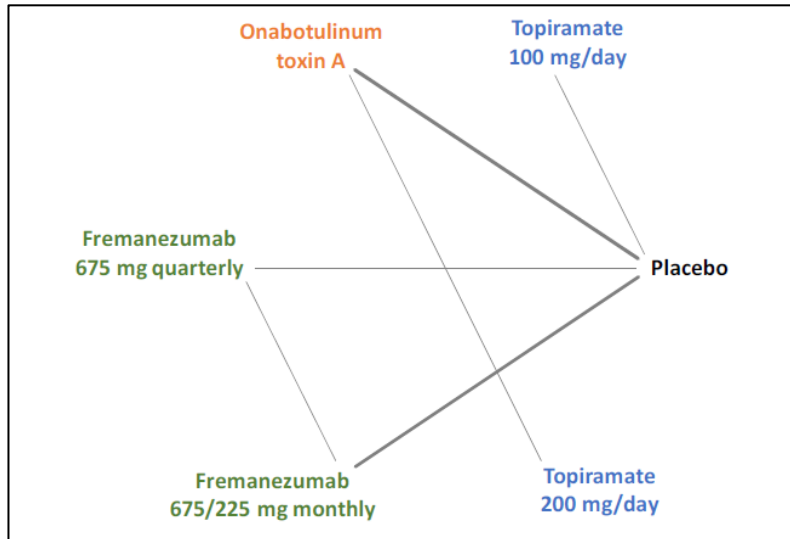 Onabotulinum
toxin A
Topiramate
100 mg/day
Fremanezumab
675 mg quarterly
Placebo
Fremanezumab
675/225 mg monthly
Topiramate
200 mg/day